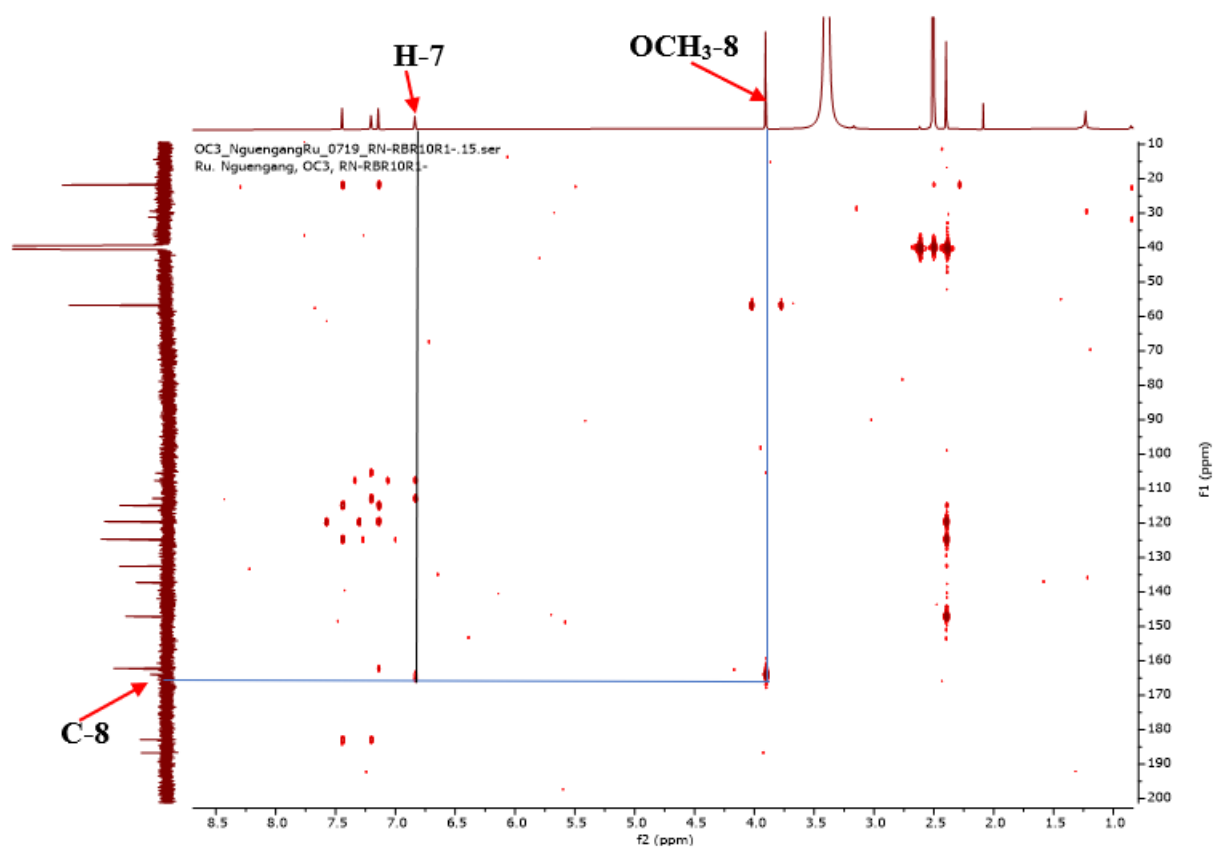 H-7
OCH₃-8
OC3_NguengangRu_0719_RN-RBR10R1-.15.ser
Ru. Nguengang, OC3, RN-RBR10R1-
10
20
30
40
50
60
70
80
90
100
110
120
130
140
150
160
170
180
190
200
f1 (ppm)
C-8
8.5 8.0 7.5 7.0 6.5 6.0 5.5 5.0 4.5 4.0 3.5 3.0 2.5 2.0 1.5 1.0
f2 (ppm)